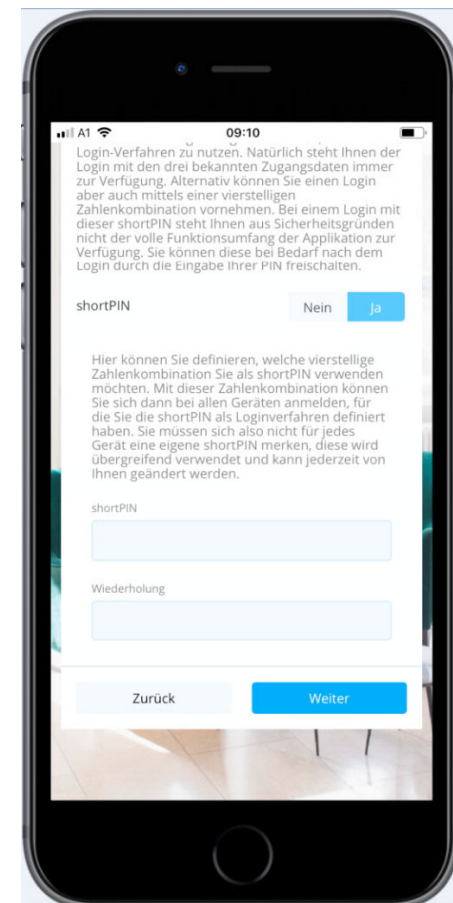 A1
09:10
Login-Verfahren zu nutzen. Natürlich steht Ihnen der
Login mit den drei bekannten Zugangsdaten immer
zur Verfügung. Alternativ können Sie einen Login
aber auch mittels einer vierstelligen
Zahlenkombination vornehmen. Bei einem Login mit
dieser shortPIN steht Ihnen aus Sicherheitsgründen
nicht der volle Funktionsumfang der Applikation zur
Verfügung. Sie können diese bei Bedarf nach dem
Login durch die Eingabe Ihrer PIN freischalten.
shortPIN
Nein
Ja
Hier können Sie definieren, welche vierstellige
Zahlenkombination Sie als shortPIN verwenden
möchten. Mit dieser Zahlenkombination können
Sie sich dann bei allen Geräten anmelden, für
die Sie die shortPIN als Loginverfahren definiert
haben. Sie müssen sich also nicht für jedes
Gerät eine eigene shortPIN merken, diese wird
übergreifend verwendet und kann jederzeit von
Ihnen geändert werden.
shortPIN
Wiederholung
Zurück
Weiter